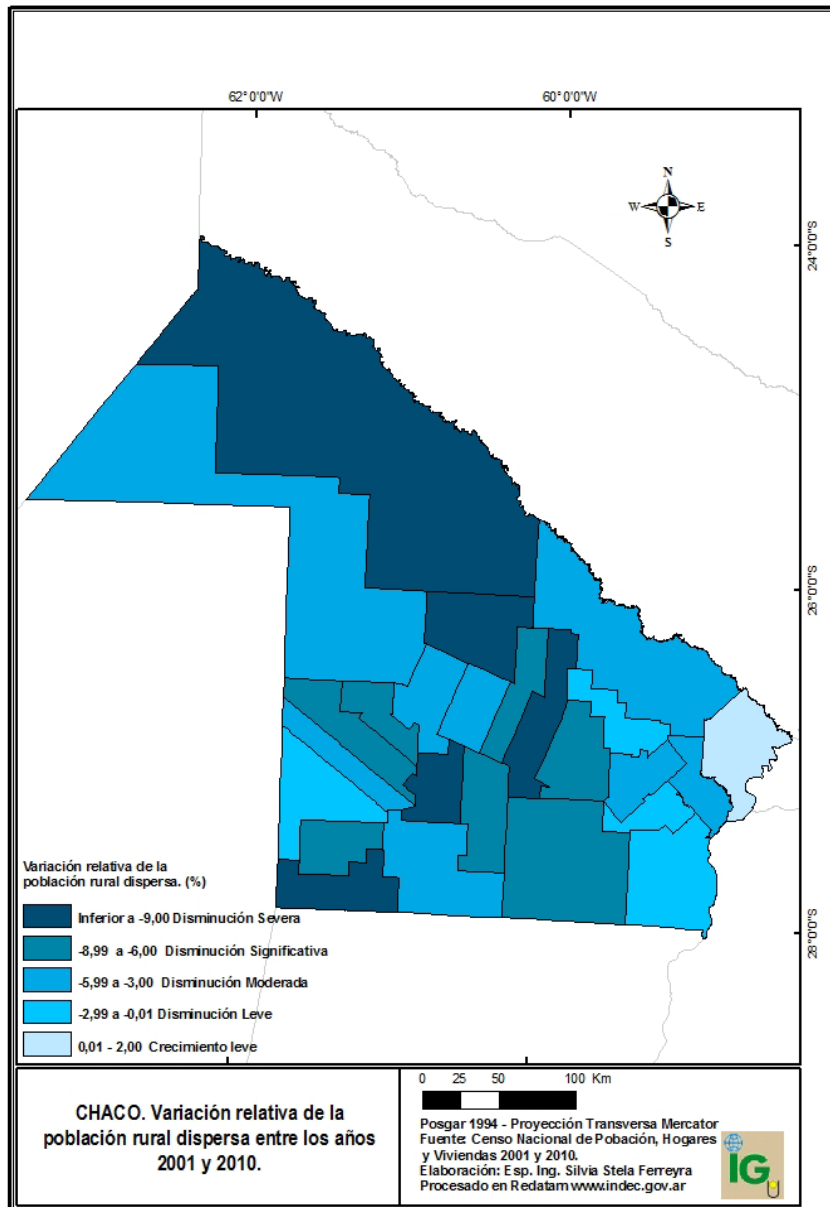 62°0'0"W
60°0'0"W
N
W
E
S
24°0'0"S
26°0'0"S
28°0'0"S
Variación relativa de la
población rural dispersa. (%)
Inferior a -9,00 Disminución Severa
-8,99 a -6,00 Disminución Significativa
-5,99 a -3,00 Disminución Moderada
-2,99 a -0,01 Disminución Leve
0,01 - 2,00 Crecimiento leve
CHACO. Variación relativa de la
población rural dispersa entre los años
2001 y 2010.
0 25 50 100 Km
Posgar 1994 - Proyección Transversa Mercator
Fuente: Censo Nacional de Pobación, Hogares
y Viviendas 2001 y 2010.
Elaboración: Esp. Ing. Silvia Stela Ferreyra
Procesado en Redatam www.indec.gov.ar
IG